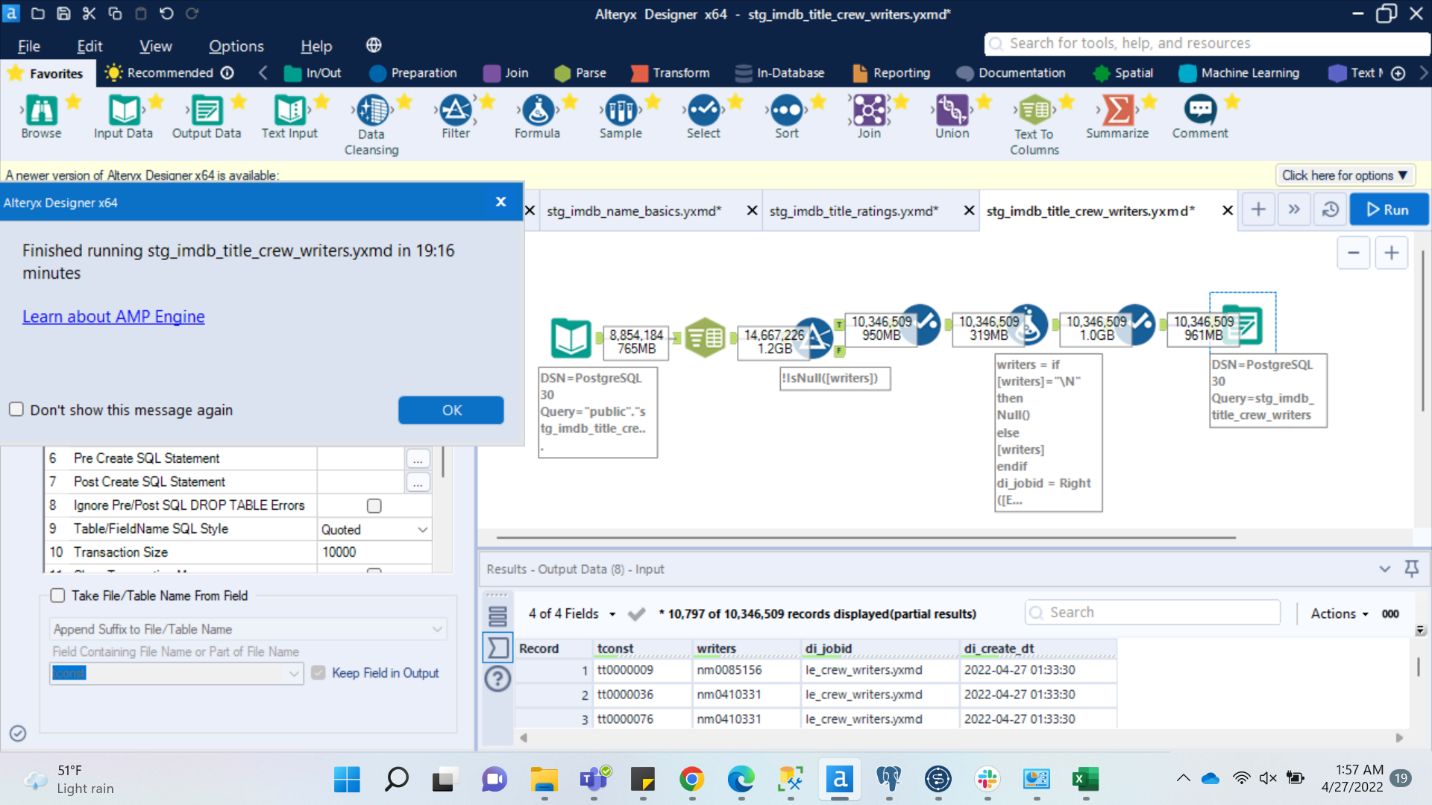 Alteryx Designer x64 - stg_imdb_title_crew_writers.yxmd*
File Edit View Options Help
Search for tools, help, and resources
Favorites Recommended In/Out Preparation Join Parse Transform In-Database Reporting Documentation Spatial Machine Learning Text
Browse Input Data Output Data Text Input Data Cleansing Filter Formula Sample Select Sort Join Union Text To Columns Summarize Comment
A newer version of Alteryx Designer x64 is available:
Click here for options ▼
Alteryx Designer x64
stg_imdb_name_basics.yxmd*
stg_imdb_title_ratings.yxmd*
stg_imdb_title_crew_writers.yxmd*
Run
Finished running stg_imdb_title_crew_writers.yxmd in 19:16
minutes
Learn about AMP Engine
Don't show this message again
OK
8,854,184
765MB
14,667,226
1.2GB
T
F
10,346,509
950MB
10,346,509
319MB
10,346,509
1.0GB
10,346,509
961MB
DSN=PostgreSQL
30
Query="public"."s
tg_imdb_title_cre..
.
!IsNull([writers])
writers = if
[writers]="\N"
then
Null()
else
[writers]
endif
di_jobid = Right
([E...
DSN=PostgreSQL
30
Query=stg_imdb_
title_crew_writers
6 Pre Create SQL Statement ...
7 Post Create SQL Statement ...
8 Ignore Pre/Post SQL DROP TABLE Errors
9 Table/FieldName SQL Style Quoted
10 Transaction Size 10000
Take File/Table Name From Field
Append Suffix to File/Table Name
Field Containing File Name or Part of File Name
tconst
Keep Field in Output
Results - Output Data (8) - Input
4 of 4 Fields * 10,797 of 10,346,509 records displayed(partial results) Search Actions 000
Record tconst writers di_jobid di_create_dt
1 tt0000009 nm0085156 le_crew_writers.yxmd 2022-04-27 01:33:30
2 tt0000036 nm0410331 le_crew_writers.yxmd 2022-04-27 01:33:30
3 tt0000076 nm0410331 le_crew_writers.yxmd 2022-04-27 01:33:30
51°F
Light rain
1:57 AM
4/27/2022
19